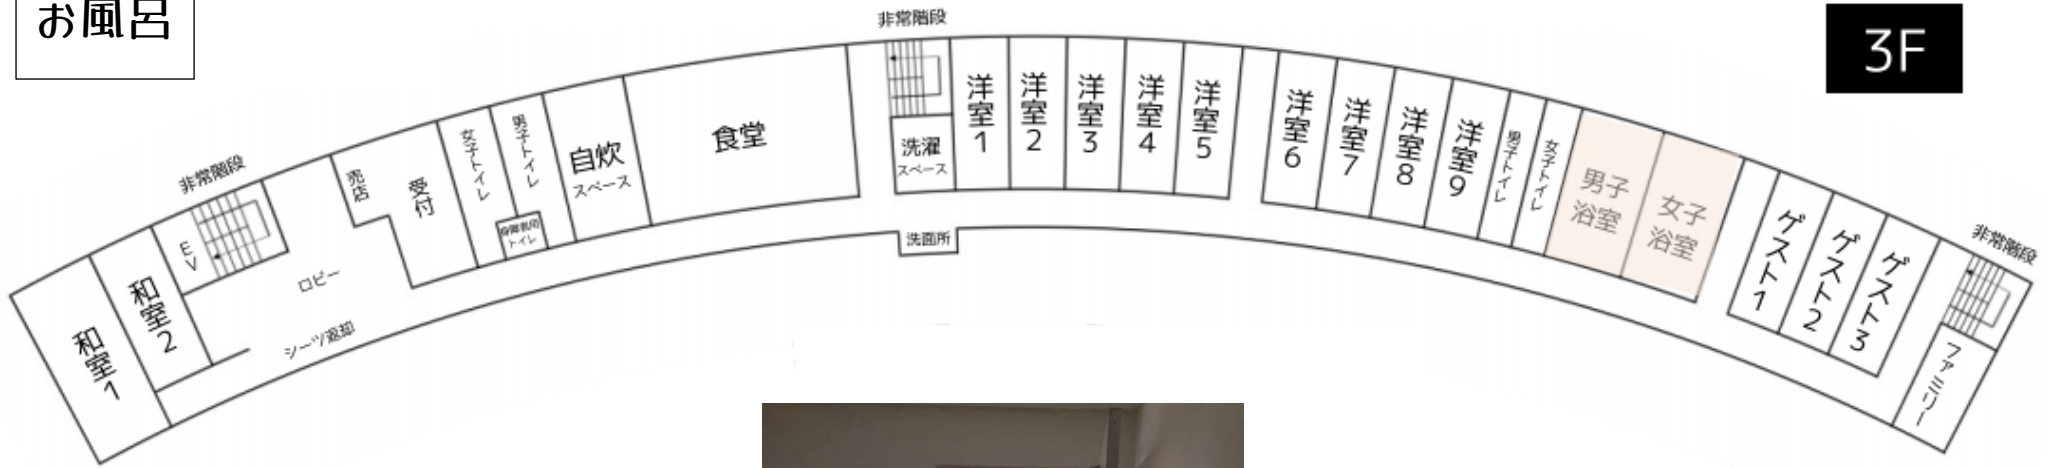 お風呂
3F
非常階段
非常階段
非常階段
和室1
和室2
EV
ロビー
シーツ返却
売店
受付
女子トイレ
男子トイレ
トイレ
自炊
スペース
食堂
洗濯
スペース
洗面所
洋室1
洋室2
洋室3
洋室4
洋室5
洋室6
洋室7
洋室8
洋室9
男子トイレ
女子トイレ
男子
浴室
女子
浴室
ゲスト1
ゲスト2
ゲスト3
ファミリー